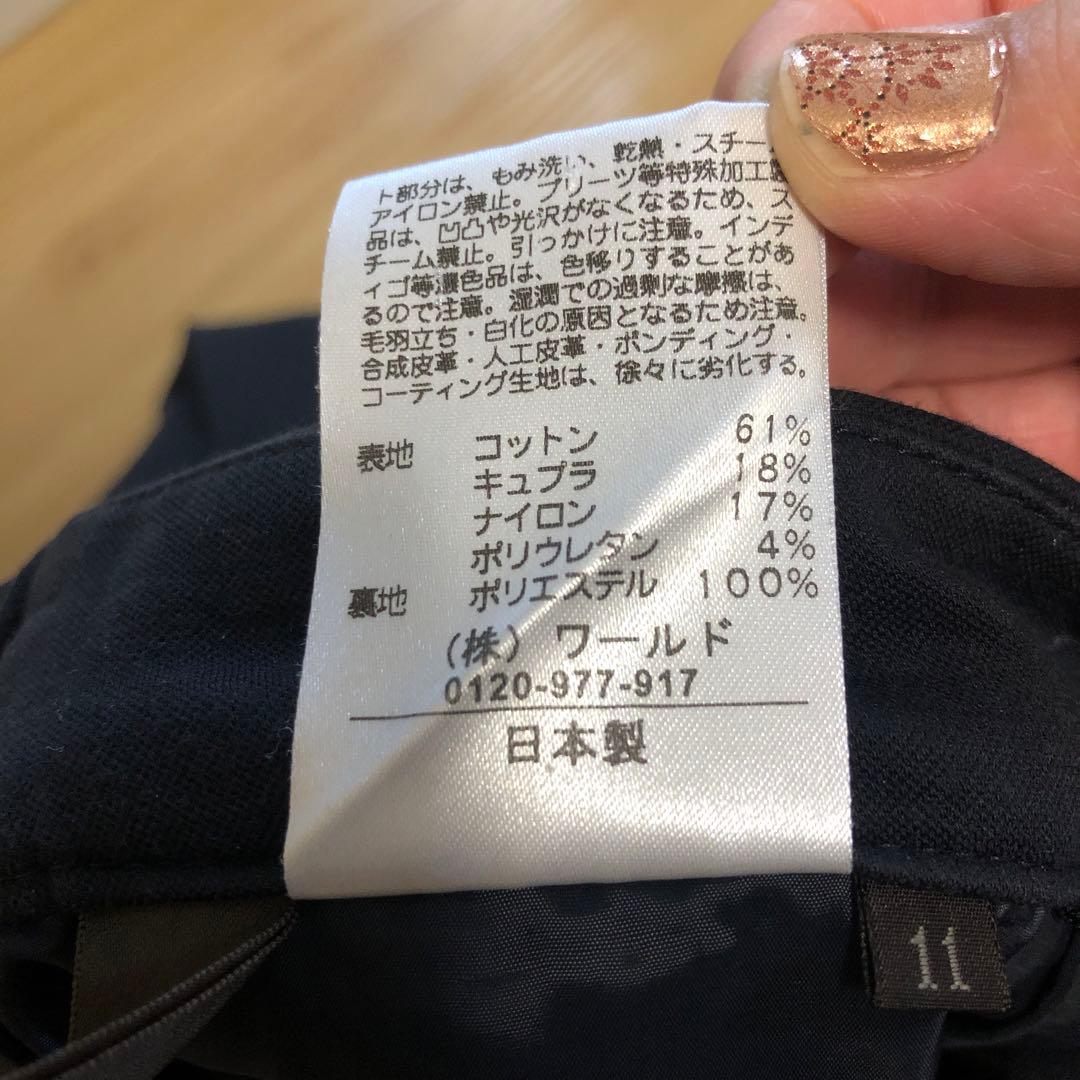 ト部分は、もみ洗い、乾熱・スチー
アイロン禁止。プリーツ等特殊加工製
品は、凹凸や光沢がなくなるため、ス
チーム禁止。引っかけに注意。インデ
ィゴ等濃色品は、色移りすることがあ
るので注意。湿潤での過剰な摩擦は、
毛羽立ち・白化の原因となるため注意。
合成皮革・人工皮革・ボンディング・
コーティング生地は、徐々に劣化する。
表地 コットン 61%
キュプラ 18%
ナイロン 17%
ポリウレタン 4%
裏地 ポリエステル 100%
(株) ワールド
0120-977-917
日本製
11